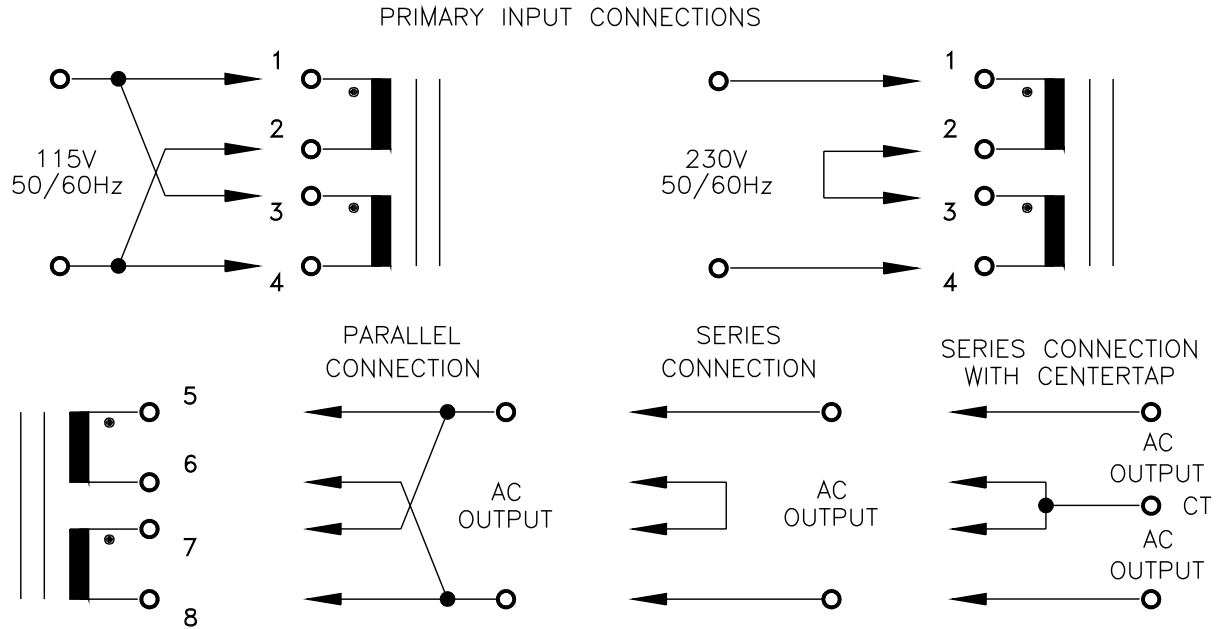 PRIMARY INPUT CONNECTIONS
1
2
115V
50/60Hz
3
4
1
2
230V
50/60Hz
3
4
5
6
7
8
PARALLEL
CONNECTION
AC
OUTPUT
SERIES
CONNECTION
AC
OUTPUT
SERIES CONNECTION
WITH CENTERTAP
AC
OUTPUT
CT
AC
OUTPUT